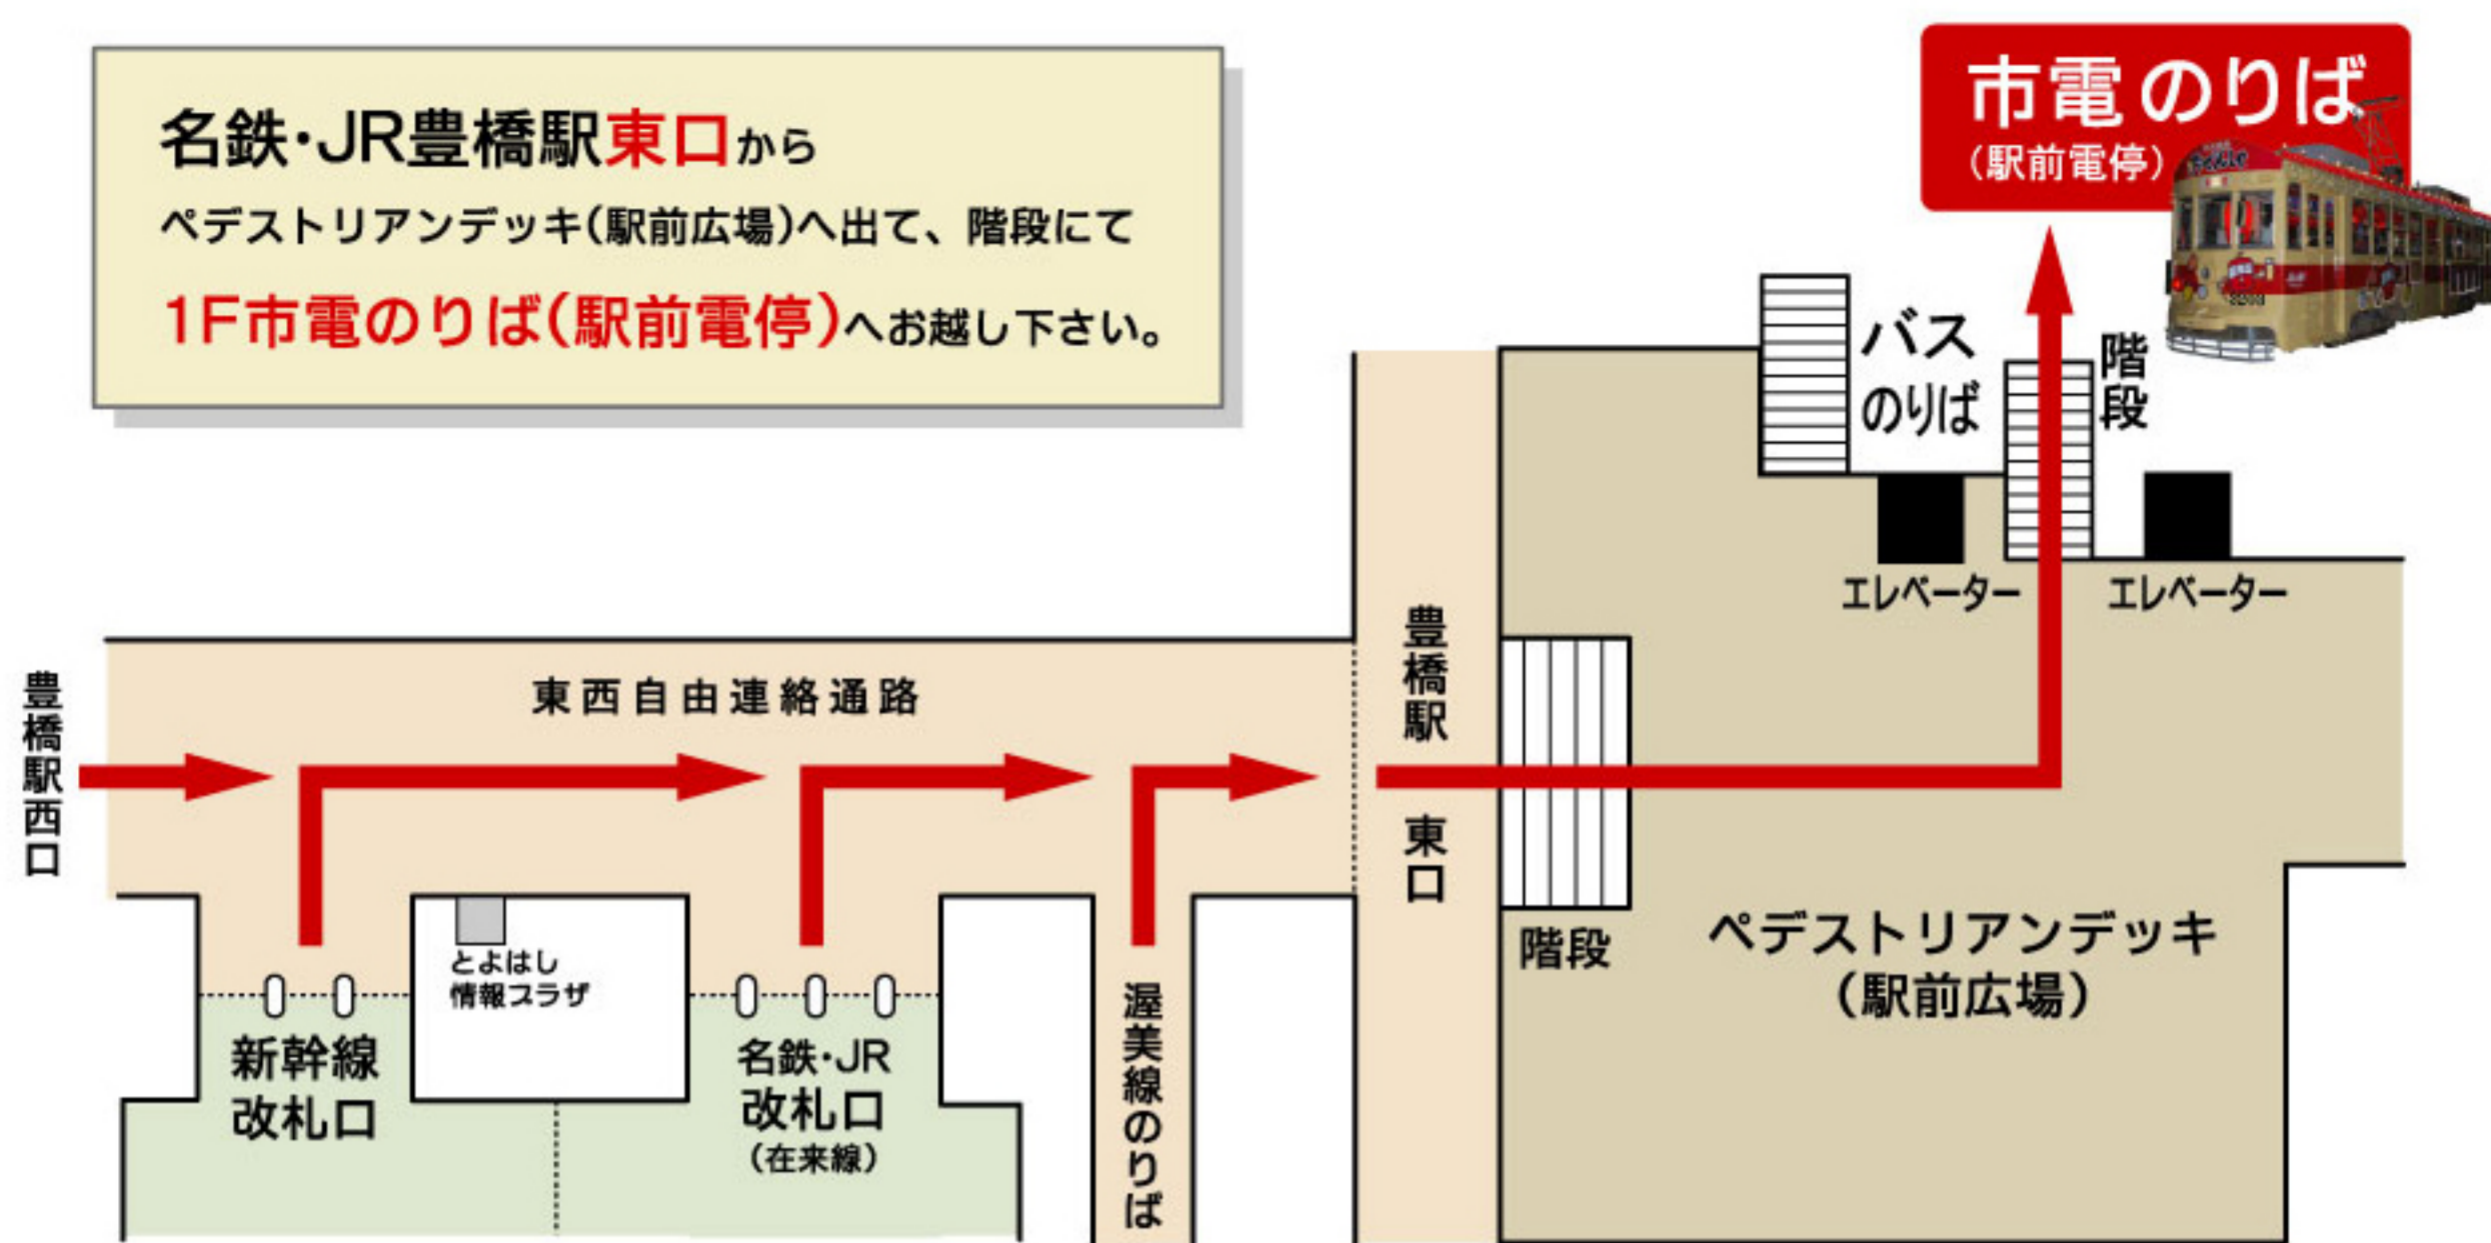 名鉄・JR豊橋駅東口から
ペデストリアンデッキ(駅前広場)へ出て、階段にて
1F市電のりば(駅前電停)へお越し下さい。
市電のりば
(駅前電停)
バス
のりば
階段
エレベーター
エレベーター
豊橋駅西口
東西自由連絡通路
豊橋駅 東口
階段
ペデストリアンデッキ
(駅前広場)
とよはし
情報スラザ
新幹線
改札口
名鉄・JR
改札口
(在来線)
渥美線のりば